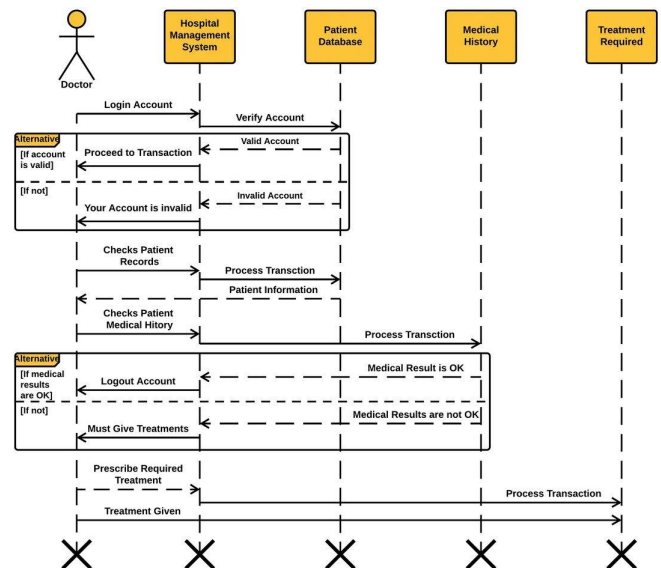 Hospital
Management
System
Patient
Database
Medical
History
Treatment
Required
Doctor
Login Account
Verify Account
Alternative
[If account
is valid]
Valid Account
Proceed to Transaction
[If not]
Invalid Account
Your Account is invalid
Checks Patient
Records
Process Transction
Patient Information
Checks Patient
Medical Hitory
Process Transction
Alternative
[If medical
results
are OK]
Medical Result is OK
Logout Account
[If not]
Medical Results are not OK
Must Give Treatments
Prescribe Required
Treatment
Process Transaction
Treatment Given